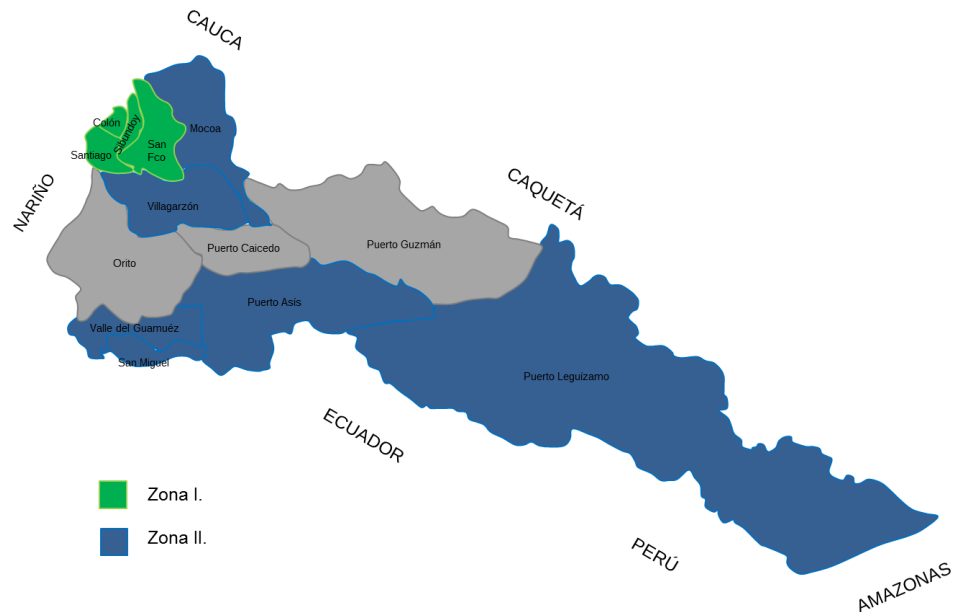 CAUCA
Colón
Sibundoy
Mocoa
San
Fco
Santiago
NARIÑO
CAQUETÁ
Villagarzón
Puerto Caicedo
Puerto Guzmán
Orito
Puerto Asís
Valle del Guamuéz
San Miguel
Puerto Leguizamo
ECUADOR
Zona I.
Zona II.
PERÚ
AMAZONAS